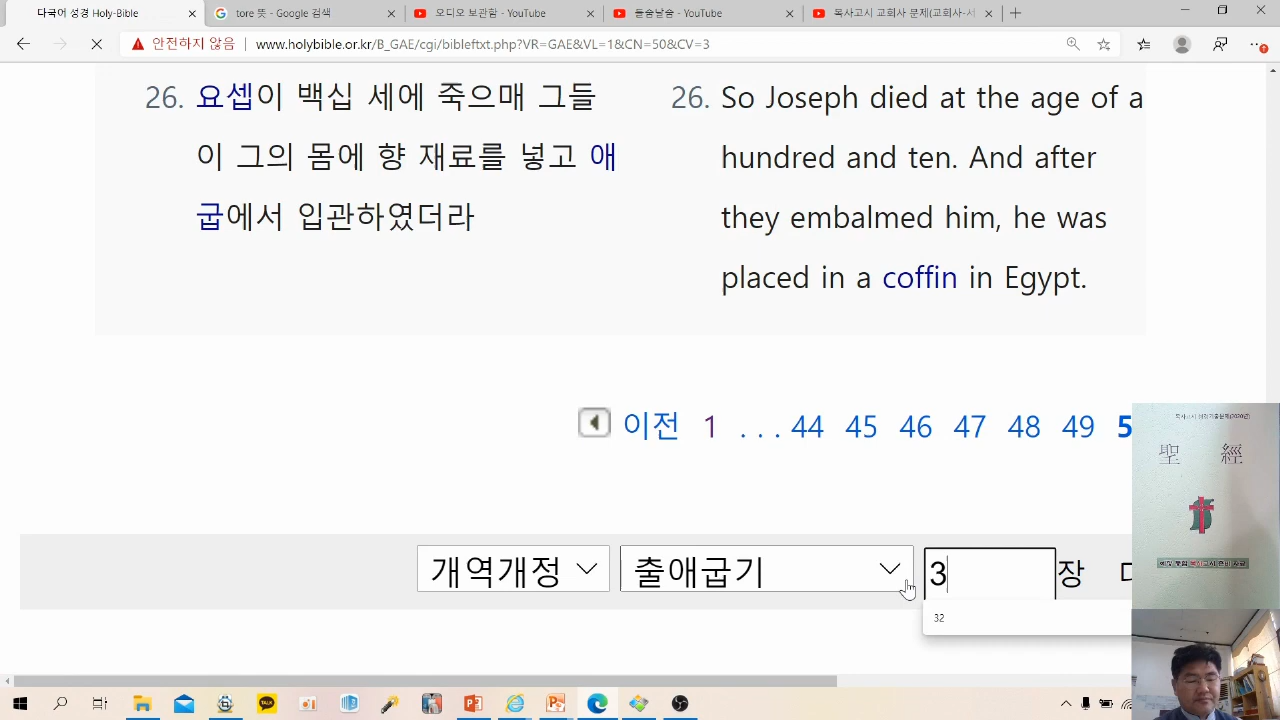 다국어 성경 Holy-Bible
tore 뜻 - Google 검색
오디오 보관함 - YouTube
들솟날솟 - YouTube
목사고시 교회사 문제(교회사-서
안전하지 않음
www.holybible.or.kr/B_GAE/cgi/bibleftxt.php?VR=GAE&VL=1&CN=50&CV=3
26. 요셉이 백십 세에 죽으매 그들
이 그의 몸에 향 재료를 넣고 애
굽에서 입관하였더라
26. So Joseph died at the age of a
hundred and ten. And after
they embalmed him, he was
placed in a coffin in Egypt.
이전 1 . . . 44 45 46 47 48 49 5
개역개정
출애굽기
3
장
32
聖 經
TALK